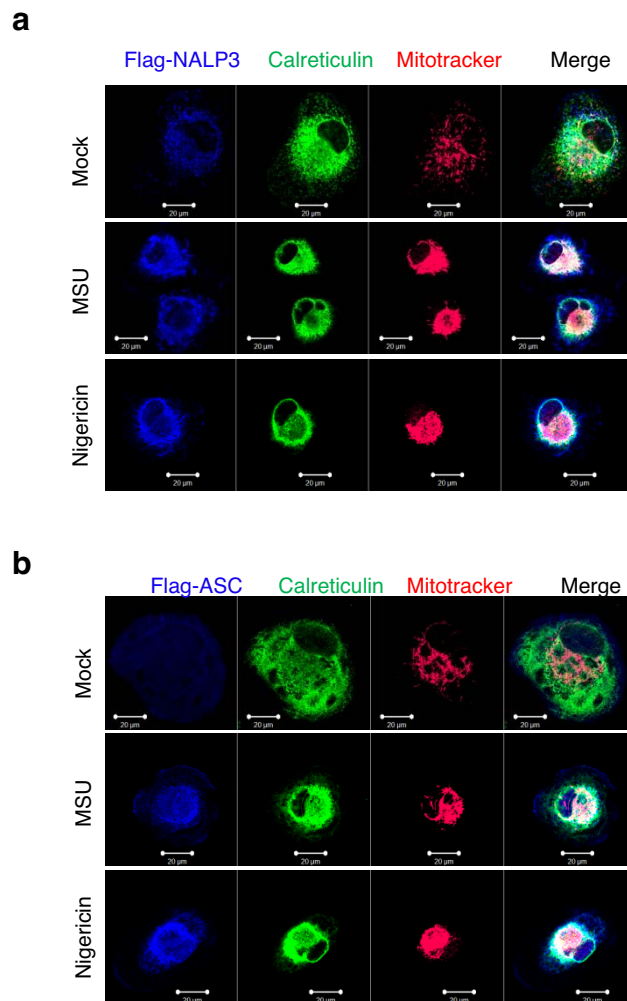 a
Flag-NALP3 Calreticulin Mitotracker Merge
Mock
20 µm 20 µm 20 µm 20 µm
MSU
20 µm 20 µm 20 µm 20 µm
Nigericin
20 µm 20 µm 20 µm 20 µm
b
Flag-ASC Calreticulin Mitotracker Merge
Mock
20 µm 20 µm 20 µm 20 µm
MSU
20 µm 20 µm 20 µm 20 µm
Nigericin
20 µm 20 µm 20 µm 20 µm